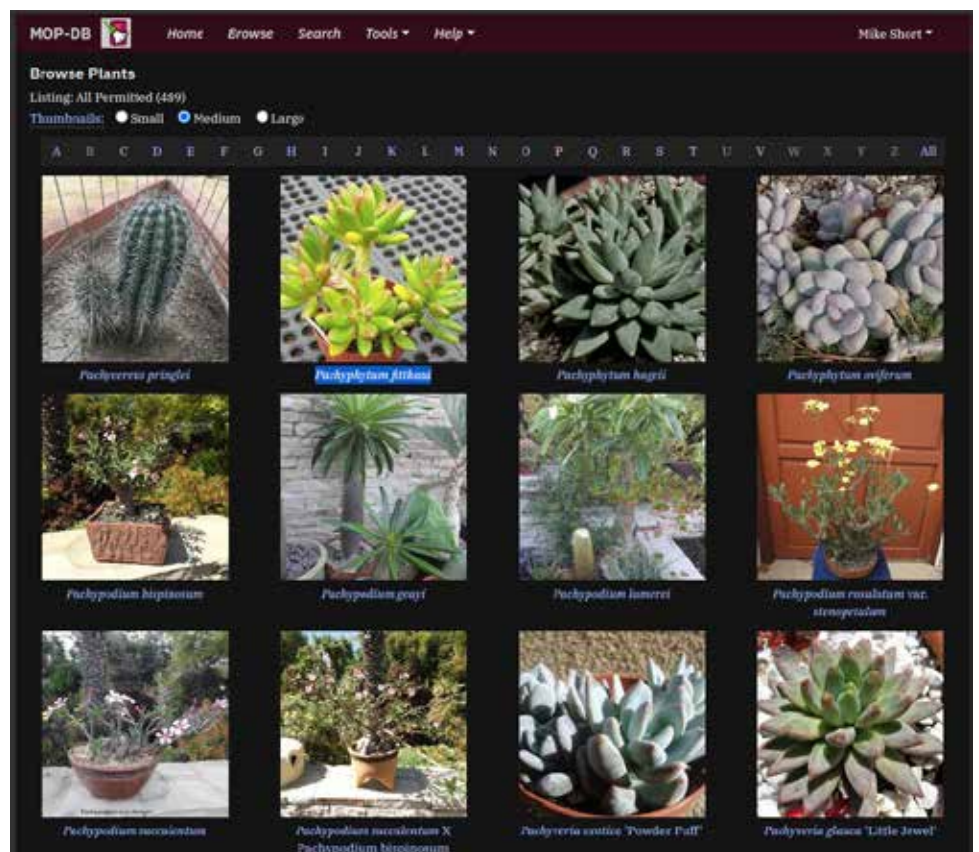 MOP-DB Home Browse Search Tools Help Mike Short
Browse Plants
Listing: All Permitted (489)
Thumbnails: Small Medium Large
A B C D E F G H I J K L M N O P Q R S T U V W X Y Z All
Pachycereus pringlei Pachyphytum fittkaui Pachyphytum hagei Pachyphytum oviferum
Pachypodium bispinosum Pachypodium geayi Pachypodium lamerei Pachypodium rosulatum var.
stenopetalum
Pachypodium succulentum Pachypodium succulentum X Pachyveria exotica 'Powder Puff' Pachyveria glauca 'Little Jewel'
Pachypodium bispinosum